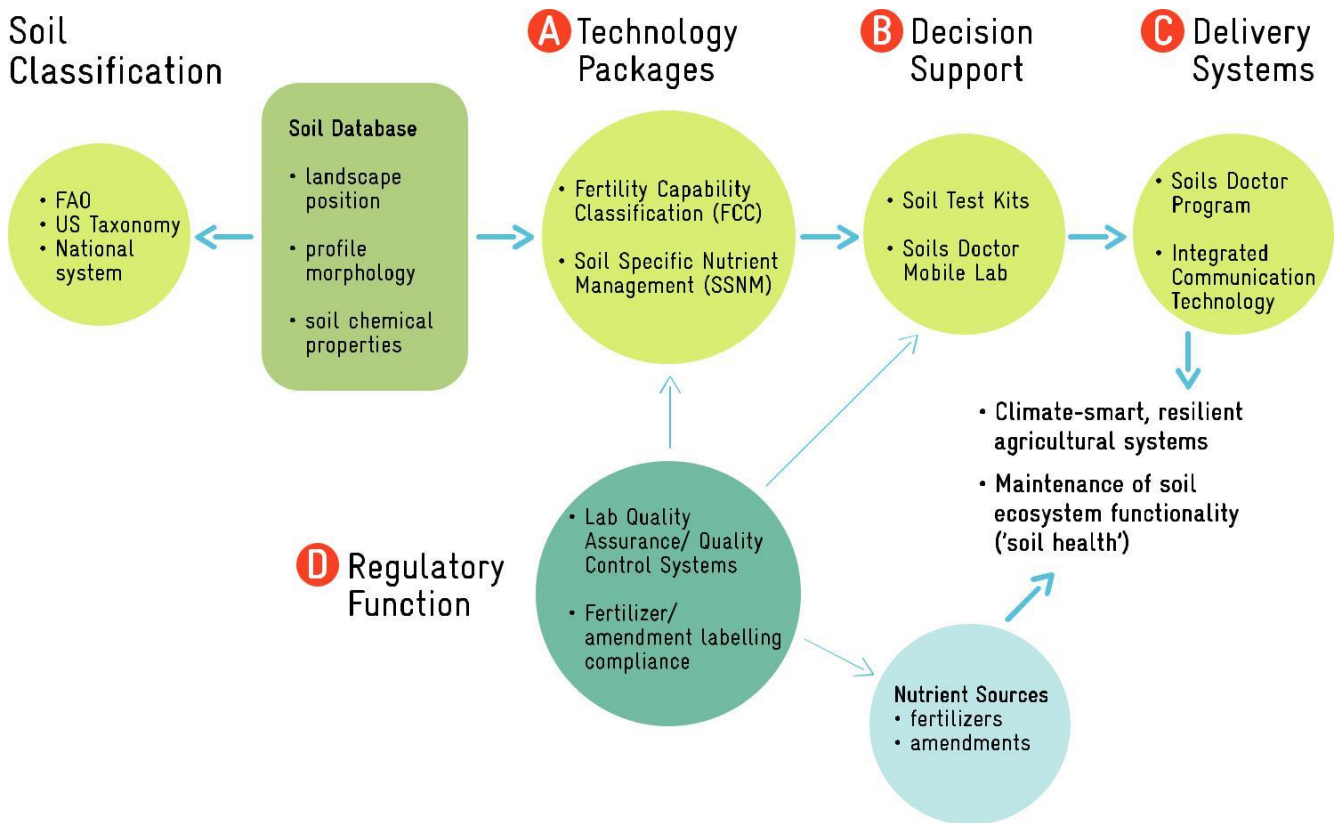 Soil
Classification
A Technology
Packages
B Decision
Support
C Delivery
Systems
• FAO
• US Taxonomy
• National
system
Soil Database
• landscape
position
• profile
morphology
• soil chemical
properties
• Fertility Capability
Classification (FCC)
• Soil Specific Nutrient
Management (SSNM)
• Soil Test Kits
• Soils Doctor
Mobile Lab
• Soils Doctor
Program
• Integrated
Communication
Technology
• Climate-smart, resilient
agricultural systems
• Maintenance of soil
ecosystem functionality
('soil health')
D Regulatory
Function
• Lab Quality
Assurance/ Quality
Control Systems
• Fertilizer/
amendment labelling
compliance
Nutrient Sources
• fertilizers
• amendments